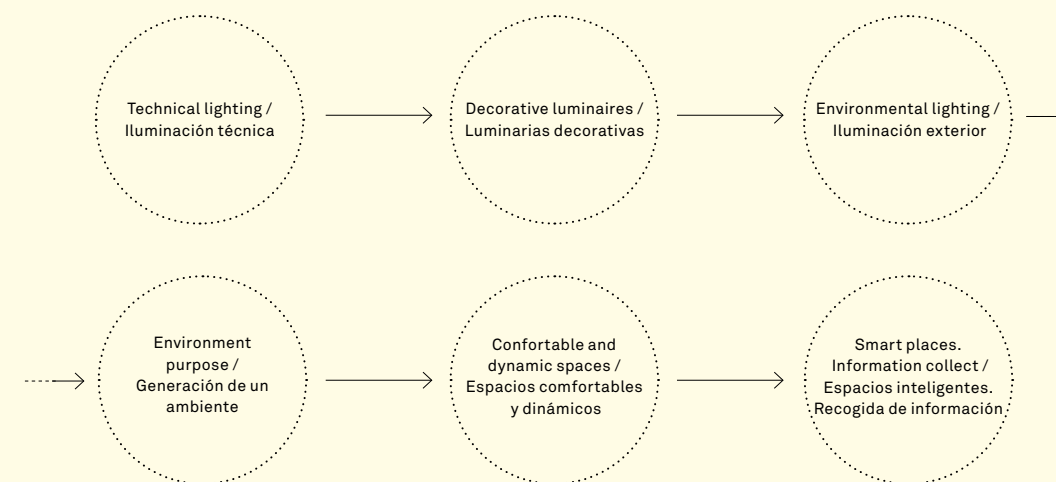 Technical lighting /
Iluminación técnica
Decorative luminaires /
Luminarias decorativas
Environmental lighting /
Iluminación exterior
Environment
purpose /
Generación de un
ambiente
Confortable and
dynamic spaces /
Espacios comfortables
y dinámicos
Smart places.
Information collect /
Espacios inteligentes.
Recogida de información